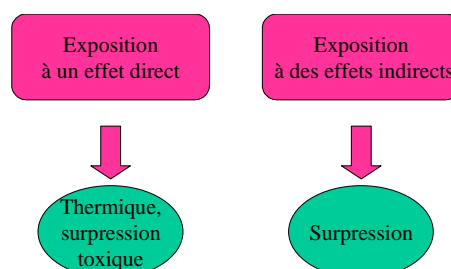 Exposition
à un effet direct
Exposition
à des effets indirects
Thermique,
surpression
toxique
Surpression